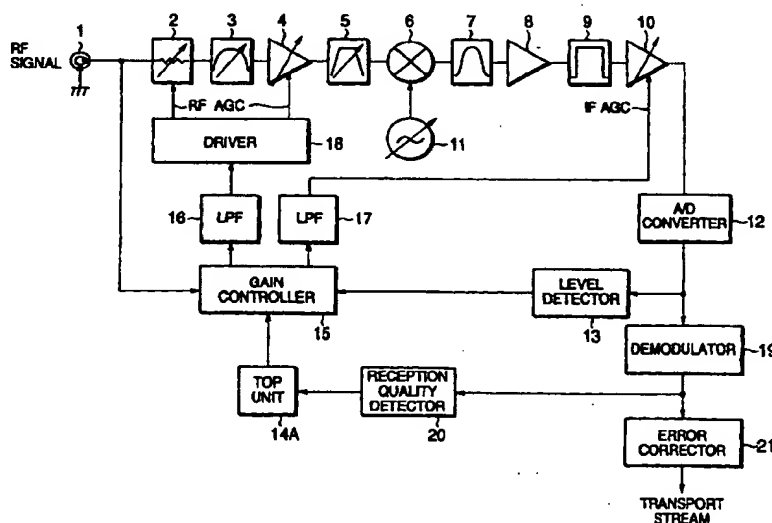 1 2 3 4 5 6 7 8 9 10
RF
SIGNAL
RF AGC
IF AGC
DRIVER
18
11
16
LPF
LPF
17
A/D
CONVERTER
12
GAIN
CONTROLLER
15
LEVEL
DETECTOR
13
DEMODULATOR
19
TOP
UNIT
14A
RECEPTION
QUALITY
DETECTOR
20
ERROR
CORRECTOR
21
TRANSPORT
STREAM